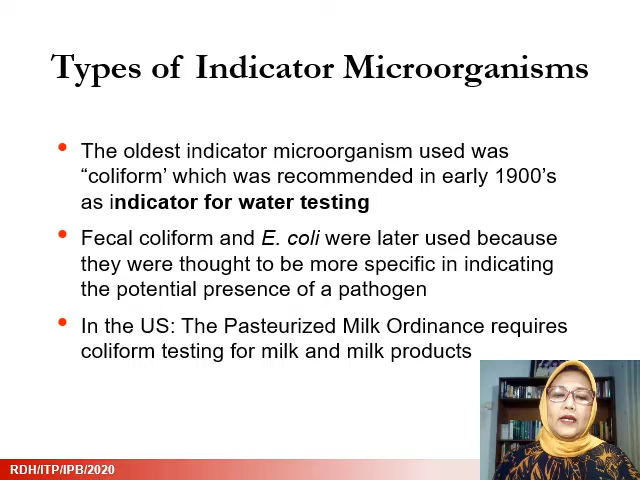 Types of Indicator Microorganisms
• The oldest indicator microorganism used was
“coliform’ which was recommended in early 1900’s
as indicator for water testing
• Fecal coliform and E. coli were later used because
they were thought to be more specific in indicating
the potential presence of a pathogen
• In the US: The Pasteurized Milk Ordinance requires
coliform testing for milk and milk products
RDH/ITP/IPB/2020